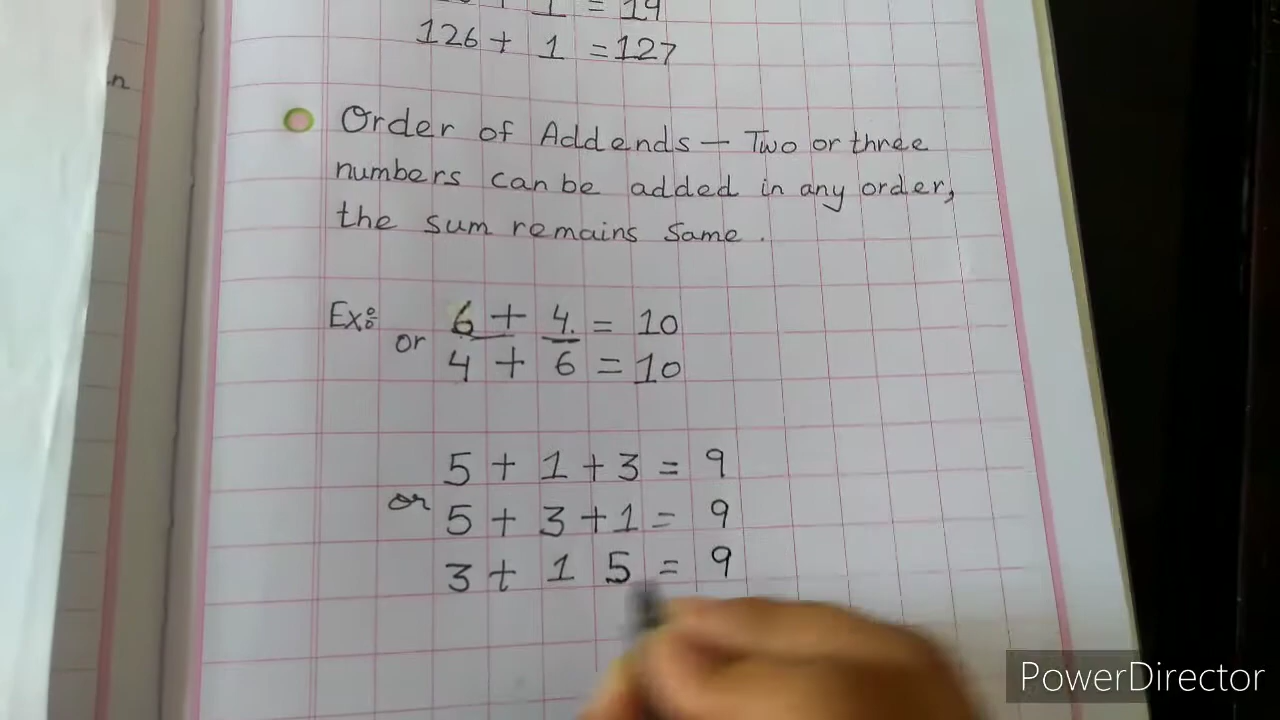 1 = 19
126 + 1 = 127
n
Order of Addends — Two or three
numbers can be added in any order,
the sum remains same.
Ex:
6 + 4. = 10
or
4 + 6 = 10
5 + 1 + 3 = 9
or
5 + 3 + 1 = 9
3 + 1 5 = 9
PowerDirector